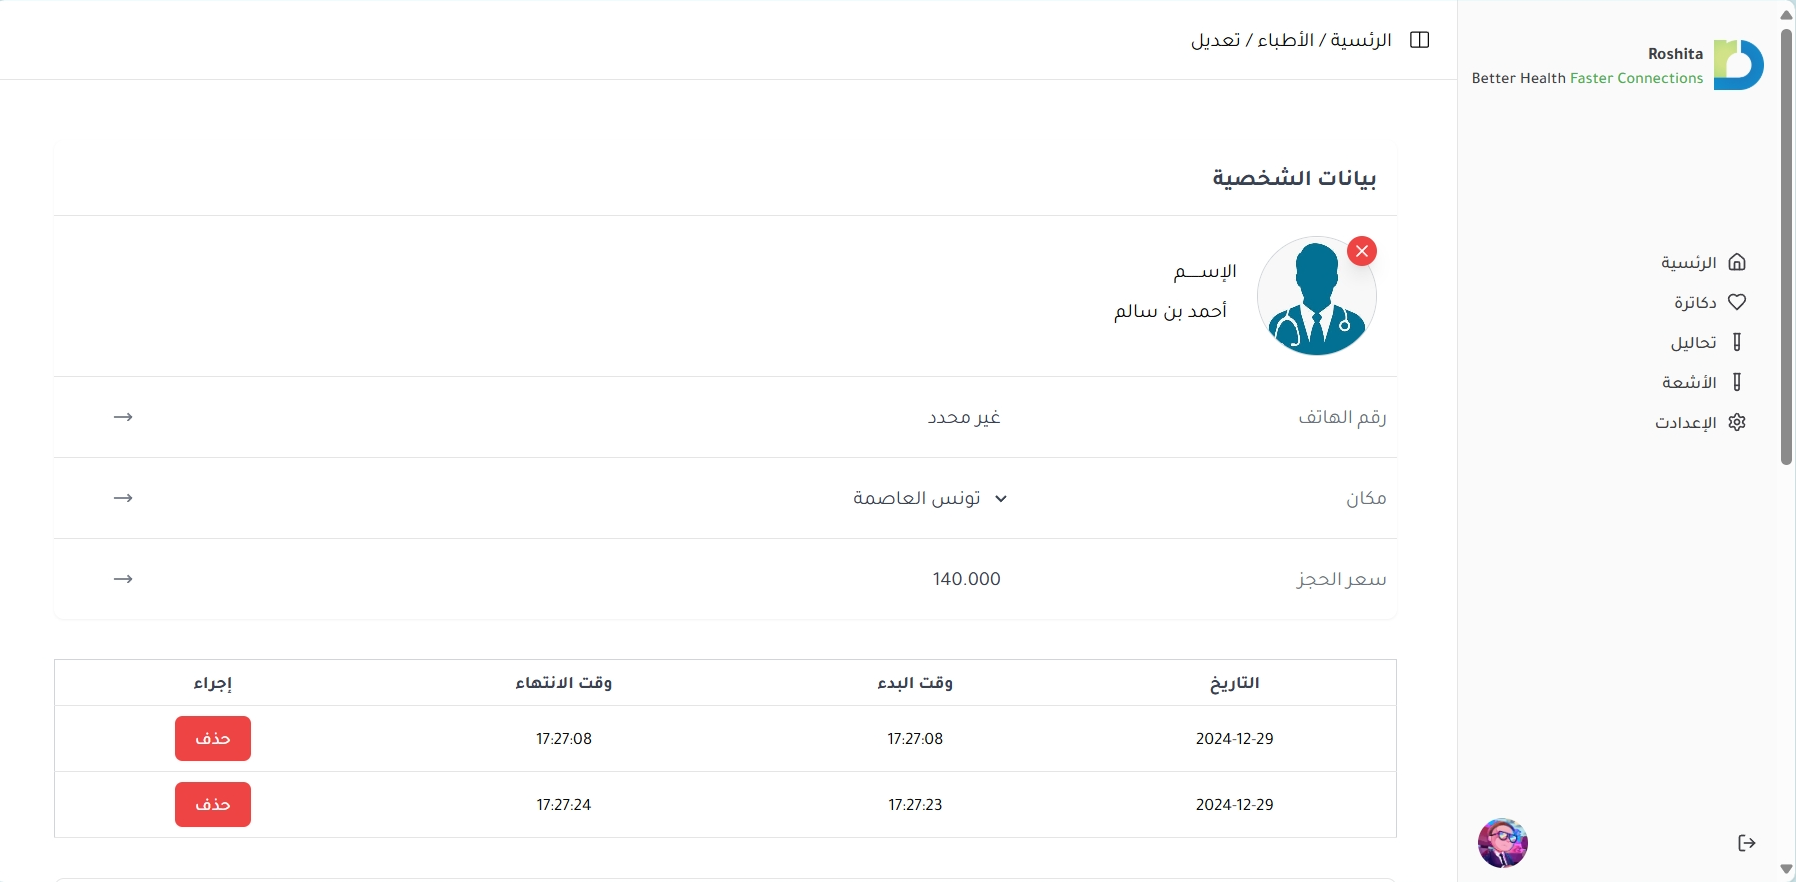 Roshita
Better Health Faster Connections
الرئسية
دكاترة
تحاليل
الأشعة
الإعدادت
الرئسية / الأطباء / تعديل
بيانات الشخصية
الإســـم
أحمد بن سالم
رقم الهاتف غير محدد
مكان تونس العاصمة
سعر الحجز 140.000
التاريخ وقت البدء وقت الانتهاء إجراء
2024-12-29 17:27:08 17:27:08 حذف
2024-12-29 17:27:23 17:27:24 حذف